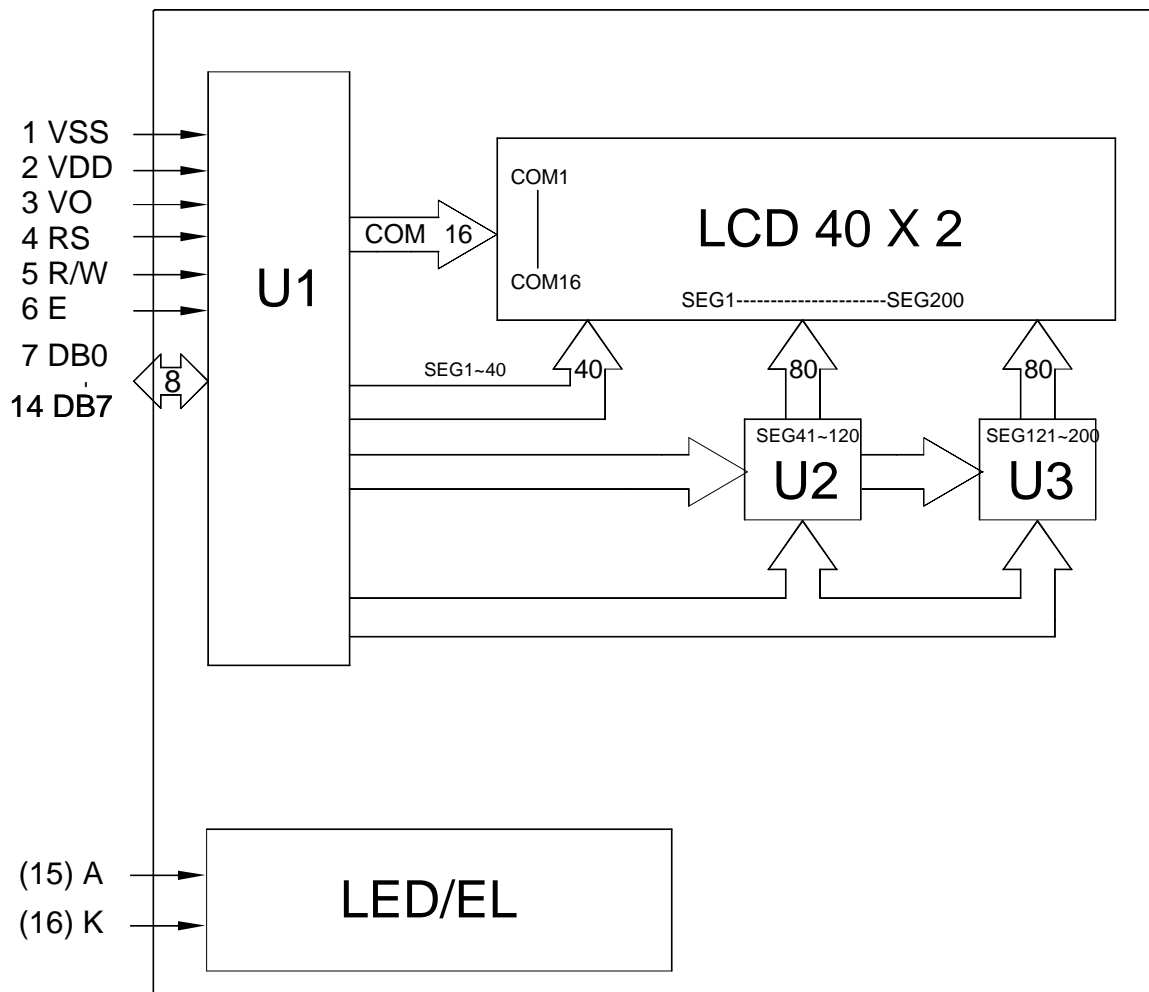 1 VSS
2 VDD
3 VO
4 RS
5 R/W
6 E
7 DB0
14 DB7
8
U1
COM 16
COM1
COM16
LCD 40 X 2
SEG1--------------------SEG200
SEG1~40
40
80
80
SEG41~120
U2
SEG121~200
U3
(15) A
(16) K
LED/EL